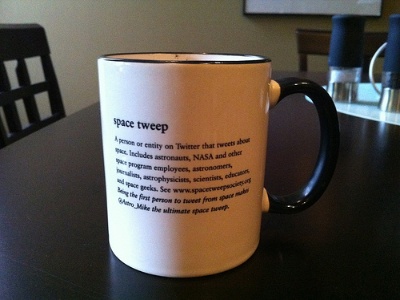 space tweep
A person or entity on Twitter that tweets about
space. Includes astronauts, NASA and other
space program employees, astronomers,
journalists, astrophysicists, scientists, educators,
and space geeks. See www.spacetweepsociety.org
Being the first person to tweet from space makes
@Astro_Mike the ultimate space tweep.